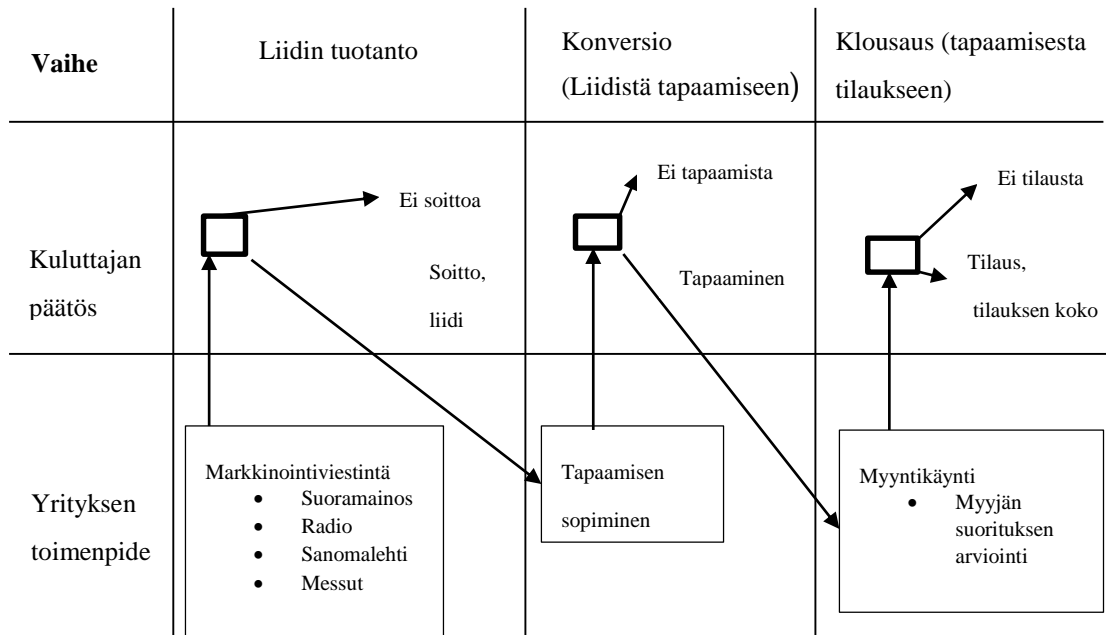 Vaihe
Liidin tuotanto
Konversio
(Liidistä tapaamiseen)
Klousaus (tapaamisesta
tilaukseen)
Kuluttajan
päätös
Ei soittoa
Soitto,
liidi
Ei tapaamista
Tapaaminen
Ei tilausta
Tilaus,
tilauksen koko
Yrityksen
toimenpide
Markkinointiviestintä
• Suoramainos
• Radio
• Sanomalehti
• Messut
Tapaamisen
sopiminen
Myyntikäynti
• Myyjän
suorituksen
arviointi